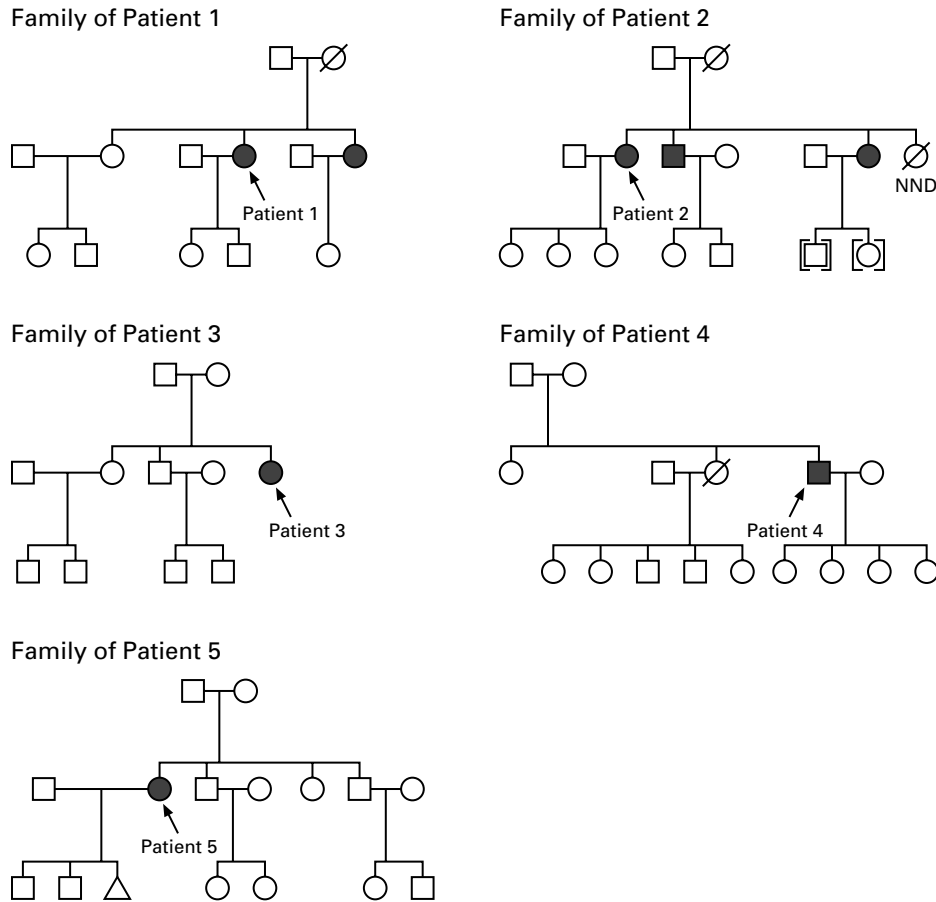 Family of Patient 1
Family of Patient 2
Patient 1
Patient 2
NND
Family of Patient 3
Family of Patient 4
Patient 3
Patient 4
Family of Patient 5
Patient 5